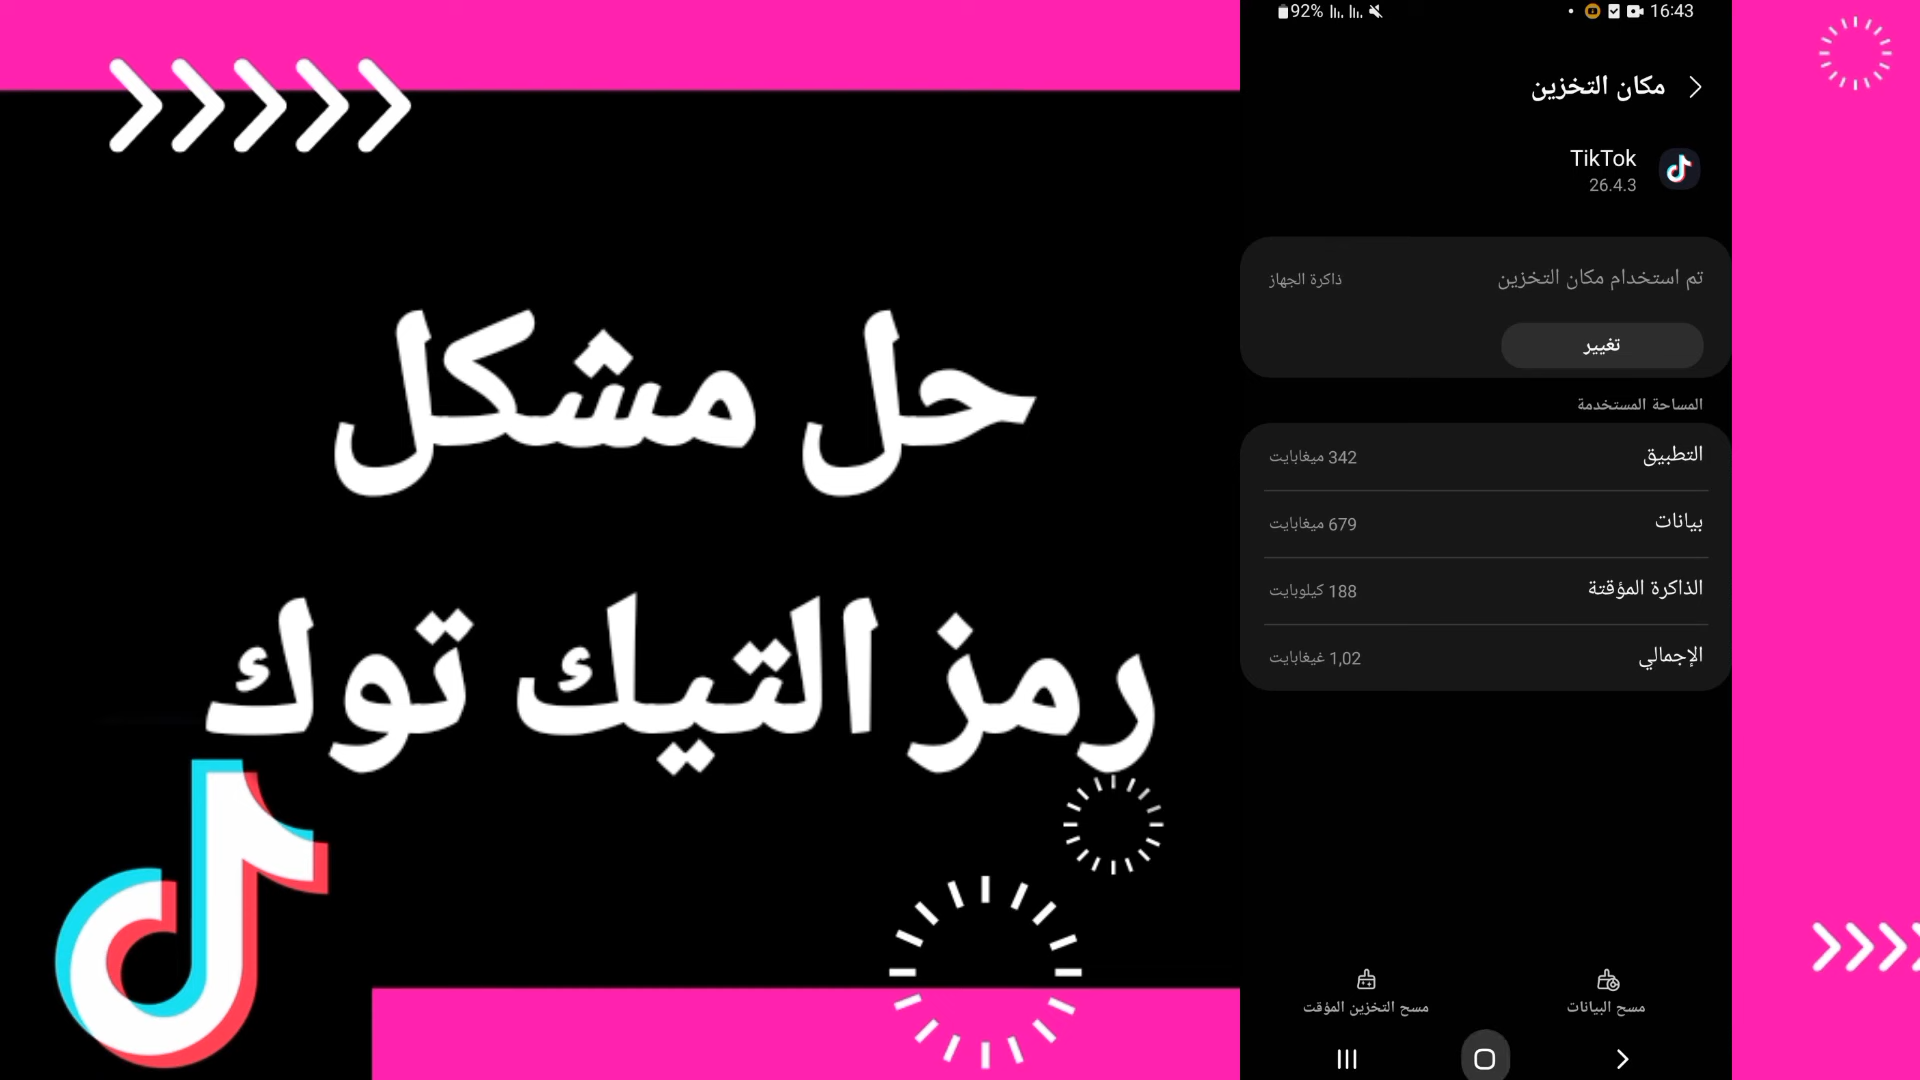 حل مشكل
رمز التيك توك
92%
16:43
مكان التخزين
TikTok
26.4.3
تم استخدام مكان التخزين
ذاكرة الجهاز
تغيير
المساحة المستخدمة
التطبيق 342 ميغابايت
بيانات 679 ميغابايت
الذاكرة المؤقتة 188 كيلوبايت
الإجمالي 1,02 غيغابايت
مسح البيانات
مسح التخزين المؤقت